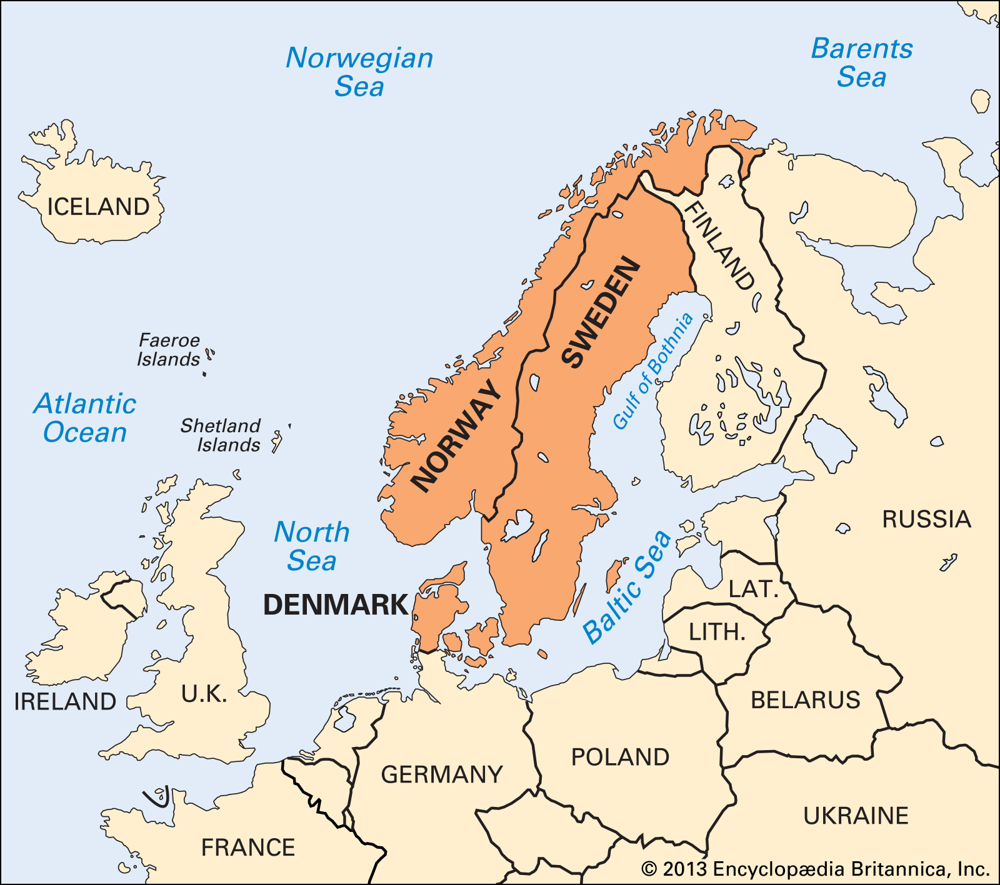 Norwegian
Sea
Barents
Sea
ICELAND
FINLAND
SWEDEN
Gulf of Bothnia
Faeroe
Islands
Atlantic
Ocean
Shetland
Islands
NORWAY
North
Sea
RUSSIA
DENMARK
Baltic Sea
LAT.
LITH.
IRELAND
U.K.
BELARUS
POLAND
GERMANY
UKRAINE
FRANCE
© 2013 Encyclopædia Britannica, Inc.